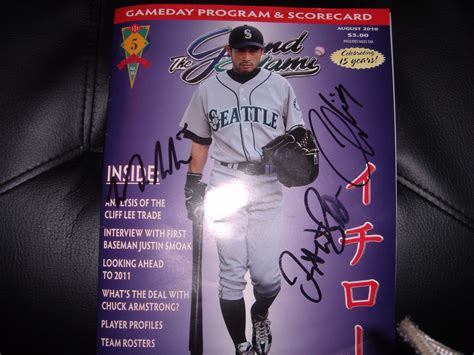 GAMEDAY PROGRAM & SCORECARD
AUGUST 2010
$3.00
5
The Grand Salami
Celebrating
15 years!
SEATTLE
INSIDE:
ANALYSIS OF THE
CLIFF LEE TRADE
INTERVIEW WITH FIRST
BASEMAN JUSTIN SMOAK
LOOKING AHEAD
TO 2011
WHAT'S THE DEAL WITH
CHUCK ARMSTRONG?
PLAYER PROFILES
TEAM ROSTERS
イチロー